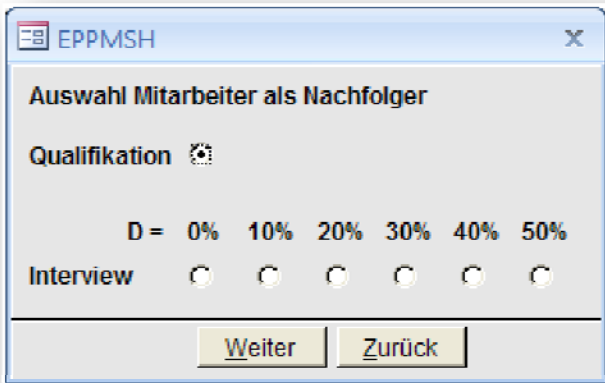 EPPMSH
Auswahl Mitarbeiter als Nachfolger
Qualifikation
D = 0% 10% 20% 30% 40% 50%
Interview
Weiter Zurück